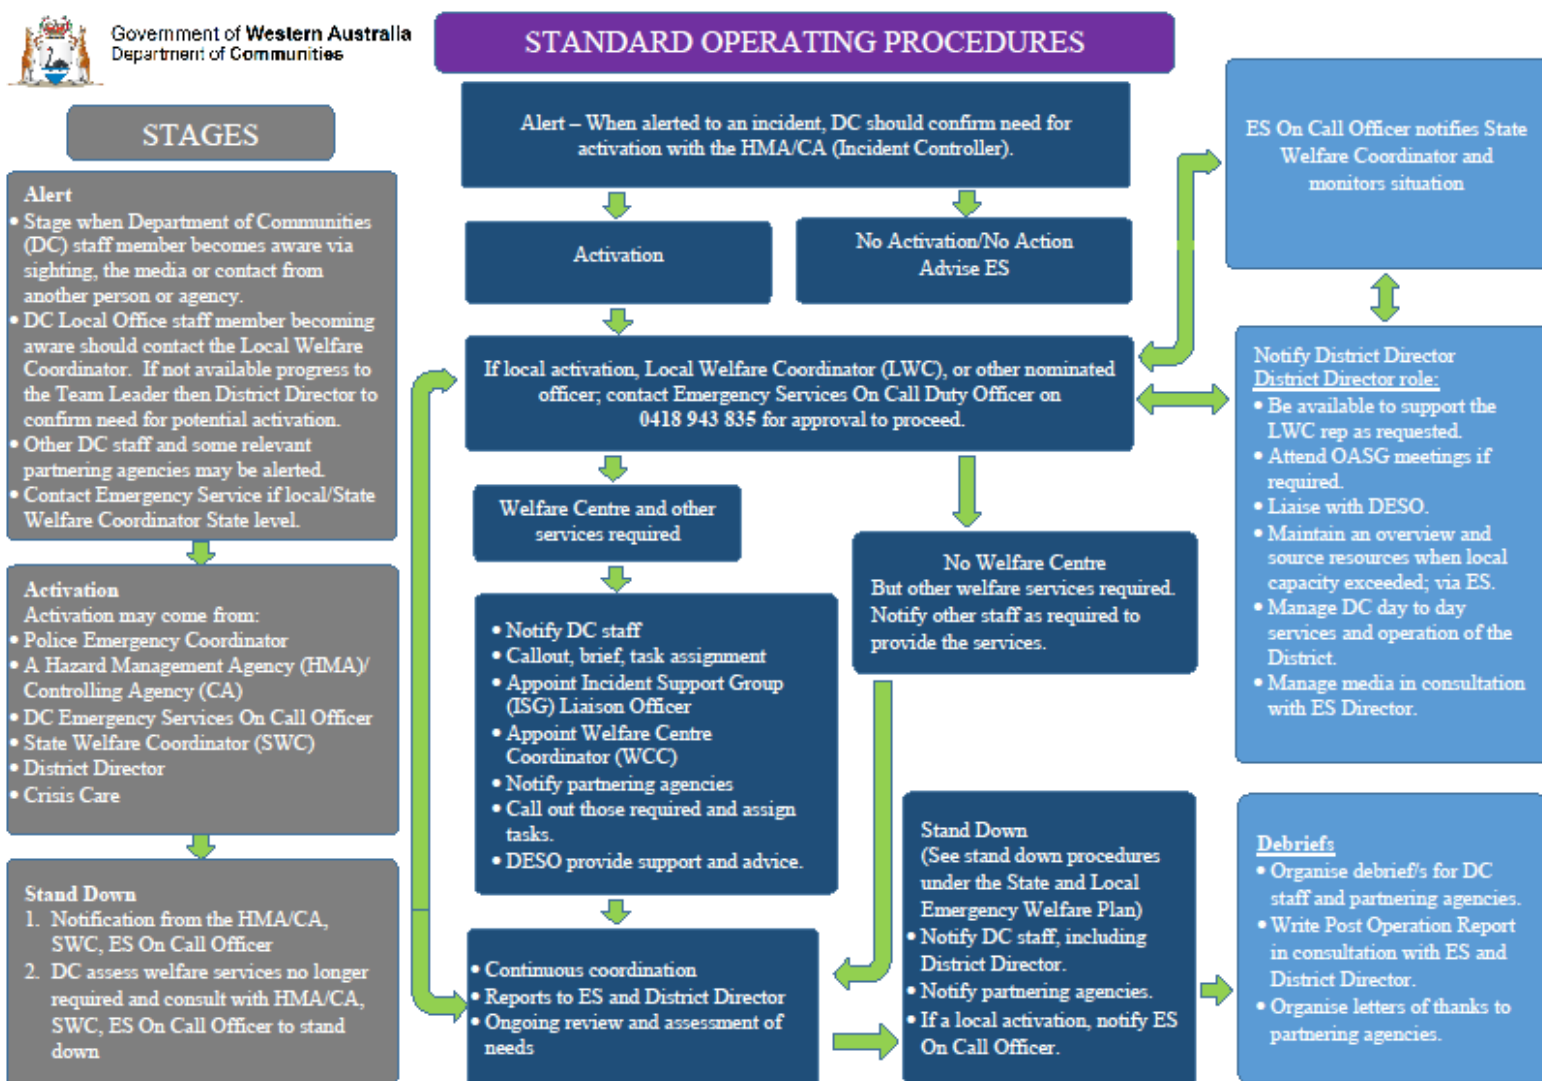 Government of Western Australia
Department of Communities
STANDARD OPERATING PROCEDURES
STAGES
Alert
• Stage when Department of Communities
(DC) staff member becomes aware via
sighting, the media or contact from
another person or agency.
• DC Local Office staff member becoming
aware should contact the Local Welfare
Coordinator. If not available progress to
the Team Leader then District Director to
confirm need for potential activation.
• Other DC staff and some relevant
partnering agencies may be alerted.
• Contact Emergency Service if local/State
Welfare Coordinator State level.
Activation
Activation may come from:
• Police Emergency Coordinator
• A Hazard Management Agency (HMA)/
Controlling Agency (CA)
• DC Emergency Services On Call Officer
• State Welfare Coordinator (SWC)
• District Director
• Crisis Care
Stand Down
1. Notification from the HMA/CA,
SWC, ES On Call Officer
2. DC assess welfare services no longer
required and consult with HMA/CA,
SWC, ES On Call Officer to stand
down
Alert – When alerted to an incident, DC should confirm need for
activation with the HMA/CA (Incident Controller).
Activation
No Activation/No Action
Advise ES
If local activation, Local Welfare Coordinator (LWC), or other nominated
officer; contact Emergency Services On Call Duty Officer on
0418 943 835 for approval to proceed.
Welfare Centre and other
services required
No Welfare Centre
But other welfare services required.
Notify other staff as required to
provide the services.
• Notify DC staff
• Callout, brief, task assignment
• Appoint Incident Support Group
(ISG) Liaison Officer
• Appoint Welfare Centre
Coordinator (WCC)
• Notify partnering agencies
• Call out those required and assign
tasks.
• DESO provide support and advice.
• Continuous coordination
• Reports to ES and District Director
• Ongoing review and assessment of
needs
Stand Down
(See stand down procedures
under the State and Local
Emergency Welfare Plan)
• Notify DC staff, including
District Director.
• Notify partnering agencies.
• If a local activation, notify ES
On Call Officer.
ES On Call Officer notifies State
Welfare Coordinator and
monitors situation
Notify District Director
District Director role:
• Be available to support the
LWC rep as requested.
• Attend OASG meetings if
required.
• Liaise with DESO.
• Maintain an overview and
source resources when local
capacity exceeded; via ES.
• Manage DC day to day
services and operation of the
District.
• Manage media in consultation
with ES Director.
Debriefs
• Organise debrief/s for DC
staff and partnering agencies.
• Write Post Operation Report
in consultation with ES and
District Director.
• Organise letters of thanks to
partnering agencies.